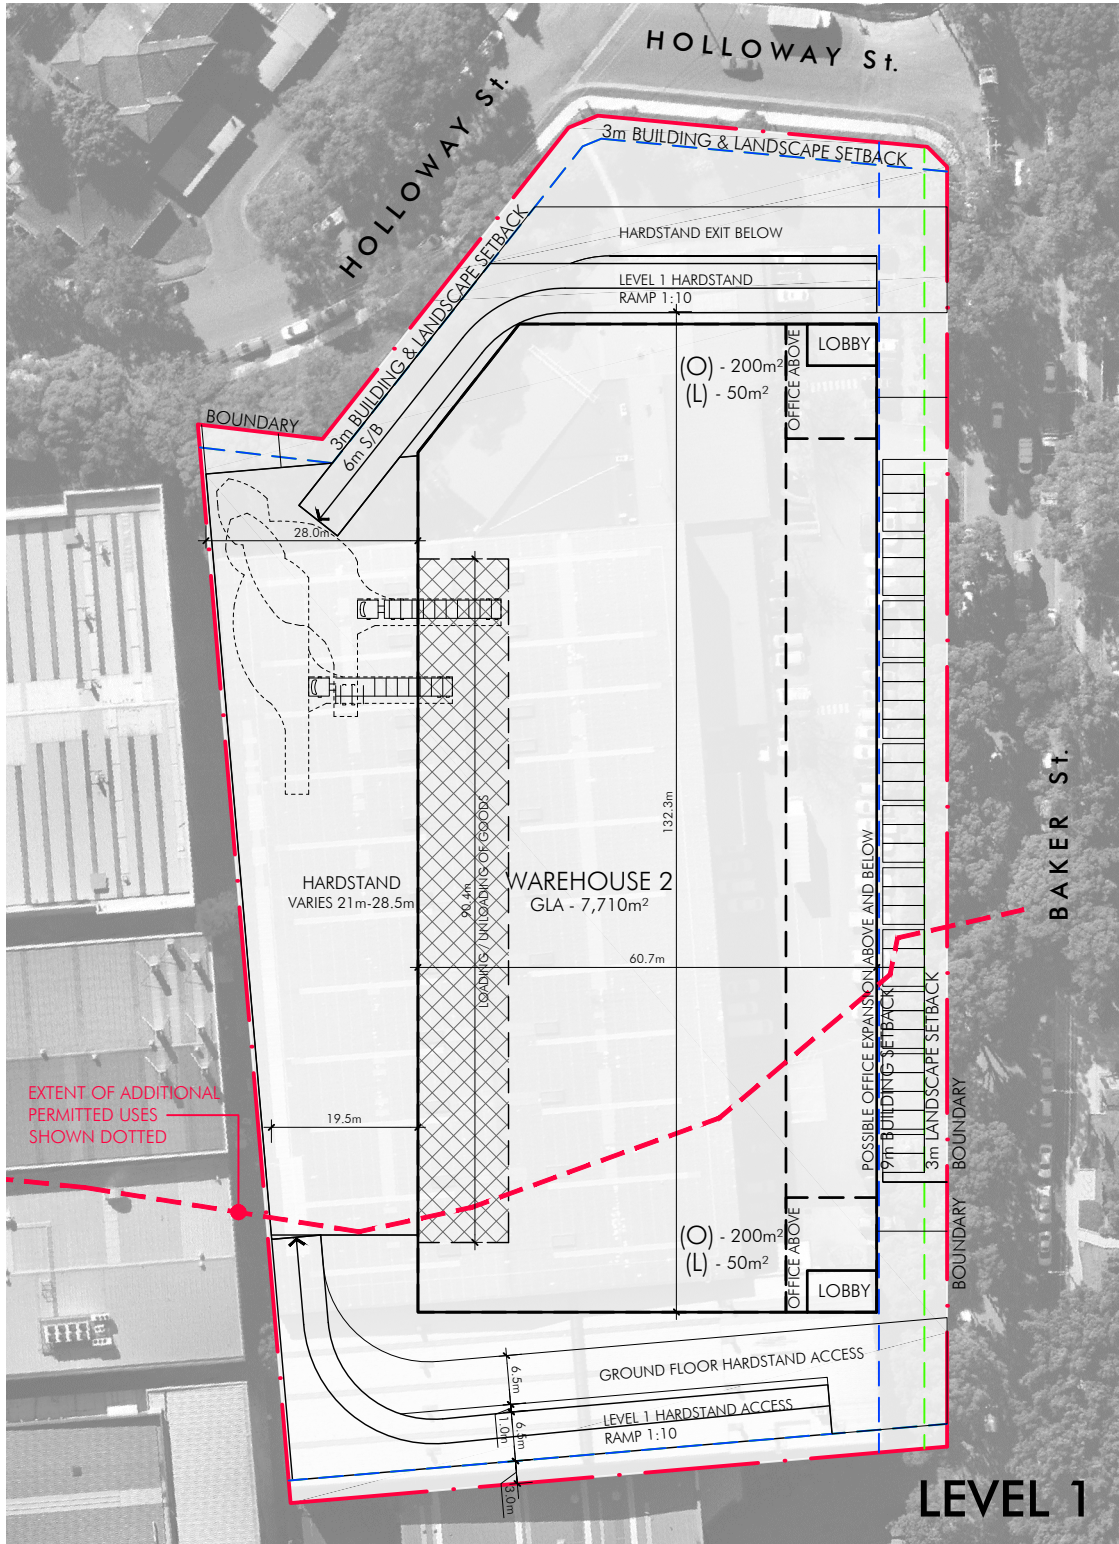 HOLLOWAY St.
HOLLOWAY St.
3m BUILDING & LANDSCAPE SETBACK
3m BUILDING & LANDSCAPE SETBACK
HARDSTAND EXIT BELOW
LEVEL 1 HARDSTAND
RAMP 1:10
LOBBY
OFFICE ABOVE
(O) - 200m²
(L) - 50m²
BOUNDARY
6m S/B
28.0m
132.3m
90.4m
LOADING / UNLOADING OF GOODS
HARDSTAND
VARIES 21m-28.5m
WAREHOUSE 2
GLA - 7,710m²
60.7m
BAKER St.
POSSIBLE OFFICE EXPANSION ABOVE AND BELOW
9m BUILDING SETBACK
3m LANDSCAPE SETBACK
BOUNDARY
BOUNDARY
EXTENT OF ADDITIONAL
PERMITTED USES
SHOWN DOTTED
19.5m
(O) - 200m²
(L) - 50m²
OFFICE ABOVE
LOBBY
GROUND FLOOR HARDSTAND ACCESS
6.5m
LEVEL 1 HARDSTAND ACCESS
RAMP 1:10
1.0m
6.5m
3.0m
LEVEL 1